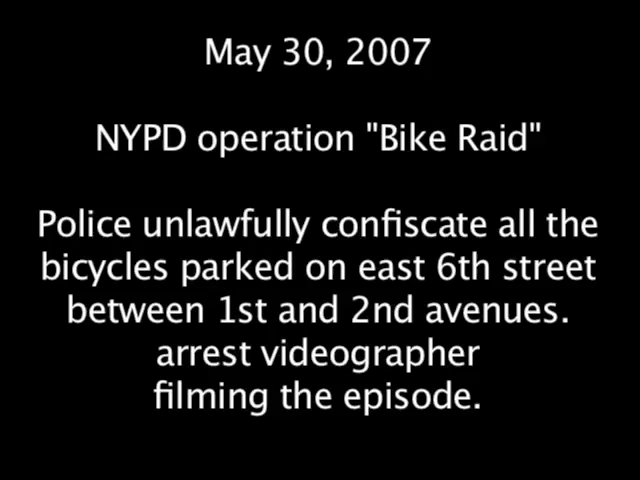 May 30, 2007
NYPD operation "Bike Raid"
Police unlawfully confiscate all the
bicycles parked on east 6th street
between 1st and 2nd avenues.
arrest videographer
filming the episode.